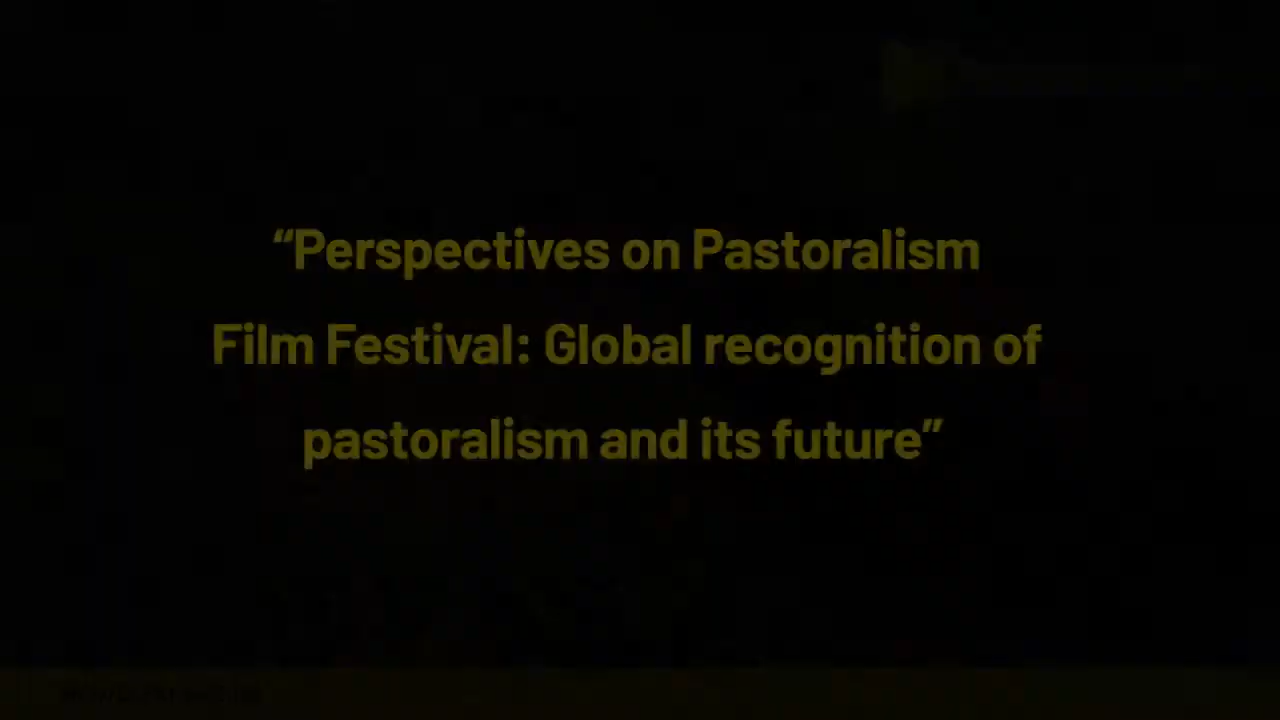 “Perspectives on Pastoralism
Film Festival: Global recognition of
pastoralism and its future”